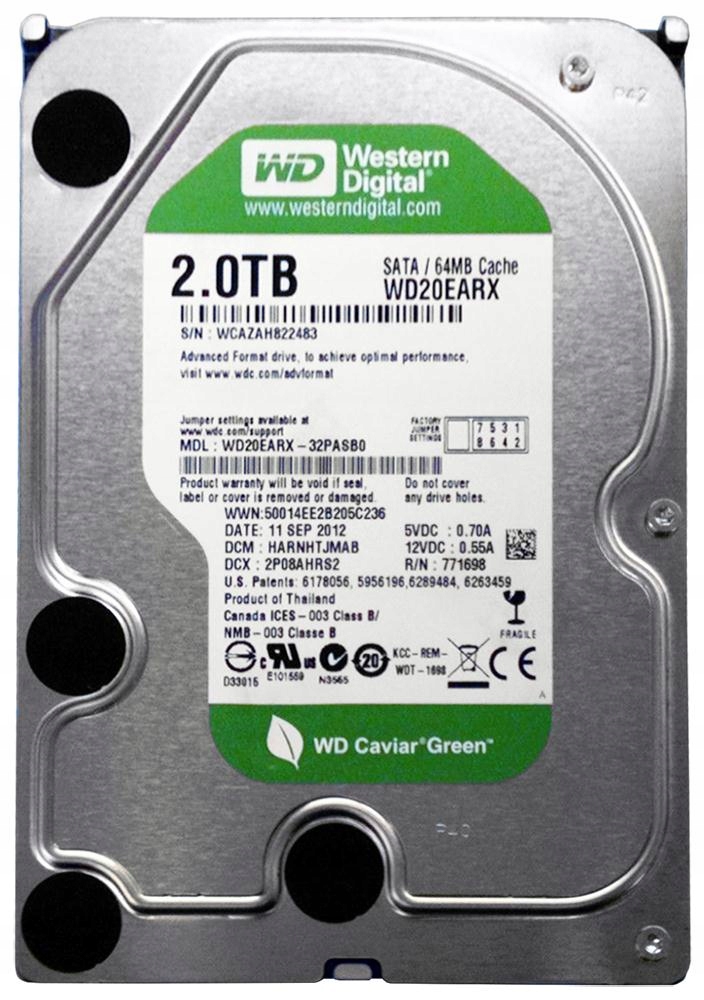 P42
WD Western Digital®
www.westerndigital.com
2.0TB
SATA / 64MB Cache
WD20EARX
S/N : WCAZAH822483
Advanced Format drive, to achieve optimal performance,
visit www.wdc.com/advformat
Jumper settings available at
www.wdc.com/support
FACTORY
JUMPER
SETTINGS
7 5 3 1
8 6 4 2
MDL : WD20EARX – 32PASB0
Product warranty will be void if seal,
label or cover is removed or damaged.
Do not cover
any drive holes.
WWN:50014EE2B205C236
DATE: 11 SEP 2012
DCM : HARNHTJMAB
DCX : 2P08AHRS2
5VDC : 0.70A
12VDC : 0.55A
R/N : 771698
U.S. Patents: 6178056, 5956196,6289484, 6263459
Product of Thailand
Canada ICES – 003 Class B/
NMB – 003 Classe B
FRAGILE
D33015
c RU us
E101559
N3565
20
KCC – REM –
WDT – 1698
CE
A
WD Caviar® Green™